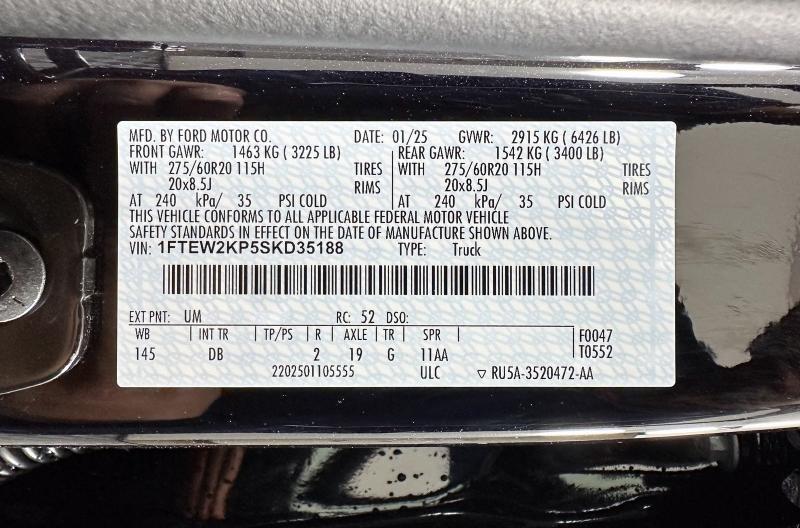 MFD. BY FORD MOTOR CO. DATE: 01/25 GVWR: 2915 KG ( 6426 LB)
FRONT GAWR: 1463 KG ( 3225 LB) REAR GAWR: 1542 KG ( 3400 LB)
WITH 275/60R20 115H TIRES WITH 275/60R20 115H TIRES
20x8.5J RIMS 20x8.5J RIMS
AT 240 kPa/ 35 PSI COLD AT 240 kPa/ 35 PSI COLD
THIS VEHICLE CONFORMS TO ALL APPLICABLE FEDERAL MOTOR VEHICLE
SAFETY STANDARDS IN EFFECT ON THE DATE OF MANUFACTURE SHOWN ABOVE.
VIN: 1FTEW2KP5SKD35188 TYPE: Truck
EXT PNT: UM RC: 52 DSO:
WB INT TR TP/PS R AXLE TR SPR F0047
145 DB 2 19 G 11AA T0552
2202501105555 ULC ▽ RU5A-3520472-AA